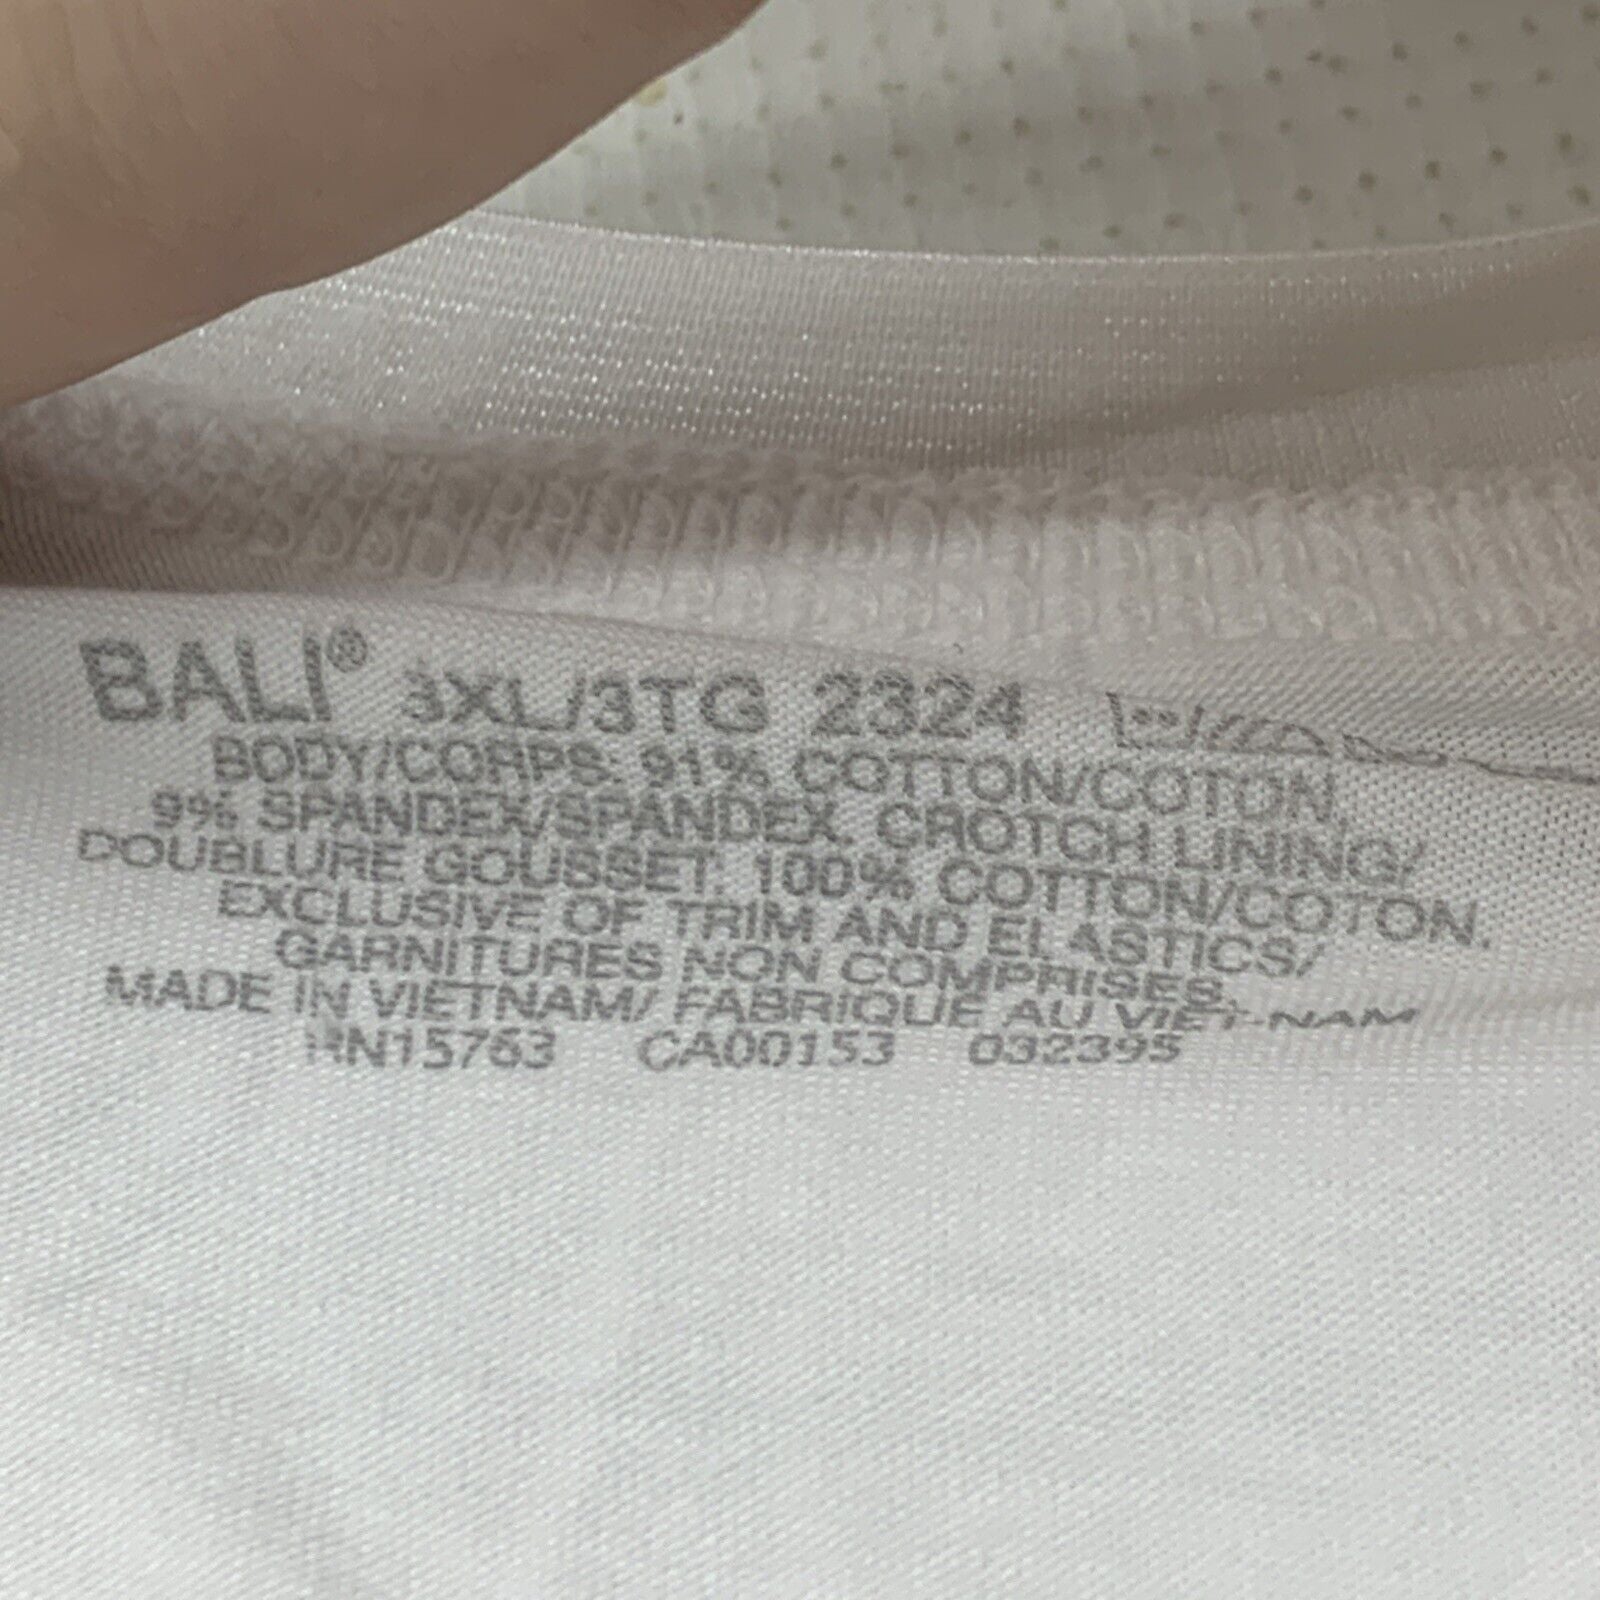 BALI® 3XL/3TG 2324
BODY/CORPS: 91% COTTON/COTON,
9% SPANDEX/SPANDEX. CROTCH LINING/
DOUBLURE GOUSSET: 100% COTTON/COTON.
EXCLUSIVE OF TRIM AND ELASTICS/
GARNITURES NON COMPRISES.
MADE IN VIETNAM/ FABRIQUE AU VIET-NAM
RN15763 CA00153 032395